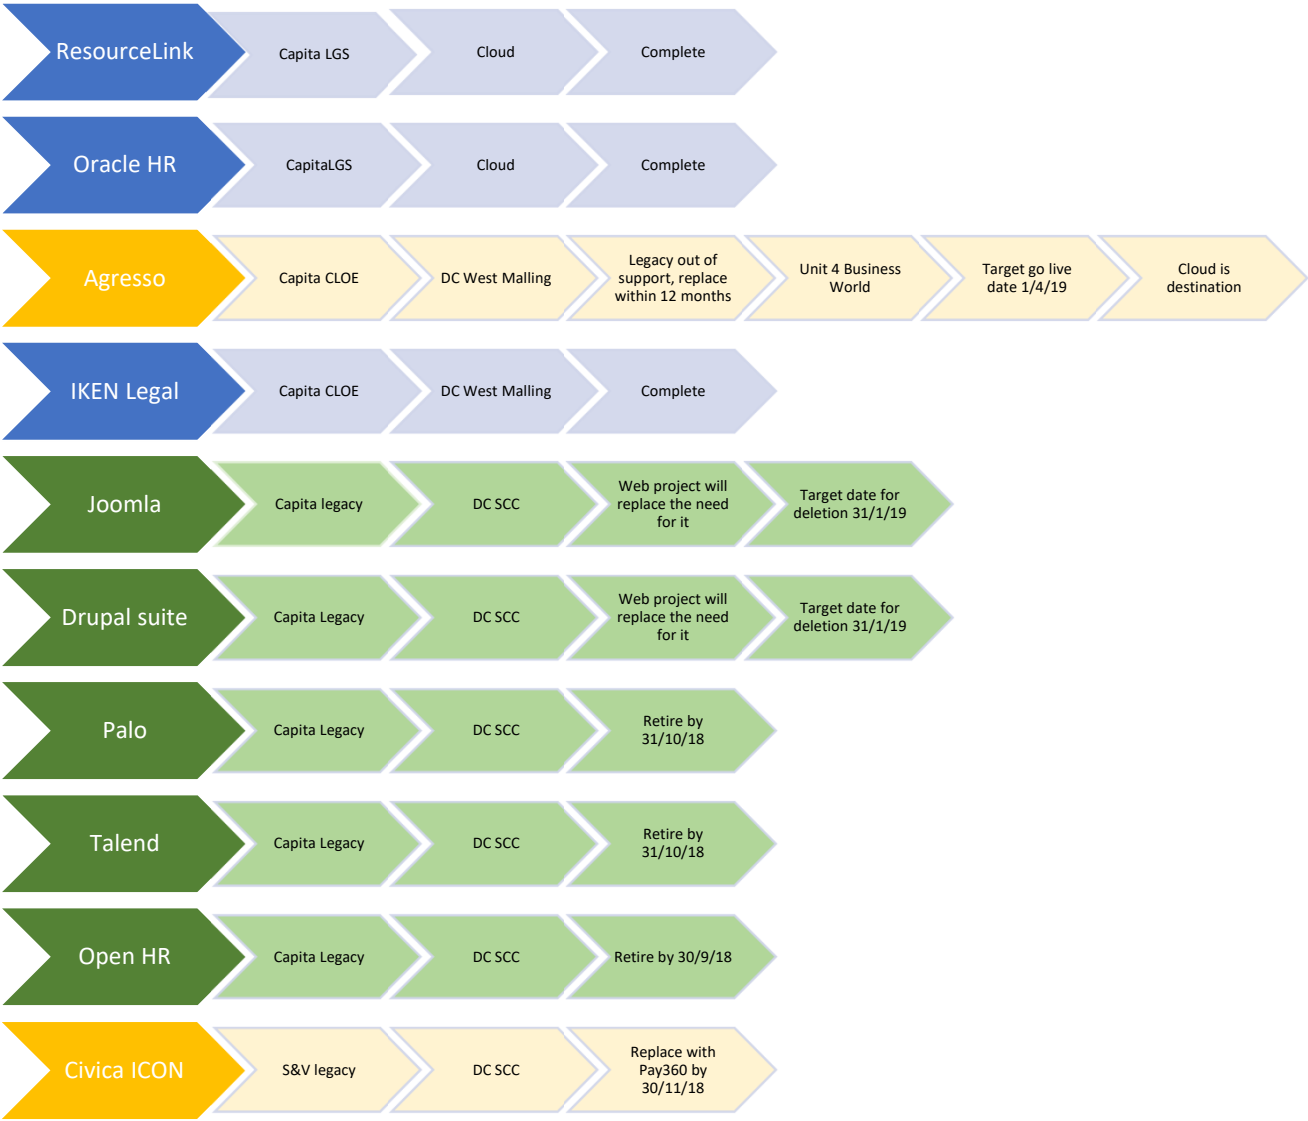 ResourceLink
Capita LGS
Cloud
Complete
Oracle HR
CapitaLGS
Cloud
Complete
Agresso
Capita CLOE
DC West Malling
Legacy out of
support, replace
within 12 months
Unit 4 Business
World
Target go live
date 1/4/19
Cloud is
destination
IKEN Legal
Capita CLOE
DC West Malling
Complete
Joomla
Capita legacy
DC SCC
Web project will
replace the need
for it
Target date for
deletion 31/1/19
Drupal suite
Capita Legacy
DC SCC
Web project will
replace the need
for it
Target date for
deletion 31/1/19
Palo
Capita Legacy
DC SCC
Retire by
31/10/18
Talend
Capita Legacy
DC SCC
Retire by
31/10/18
Open HR
Capita Legacy
DC SCC
Retire by 30/9/18
Civica ICON
S&V legacy
DC SCC
Replace with
Pay360 by
30/11/18